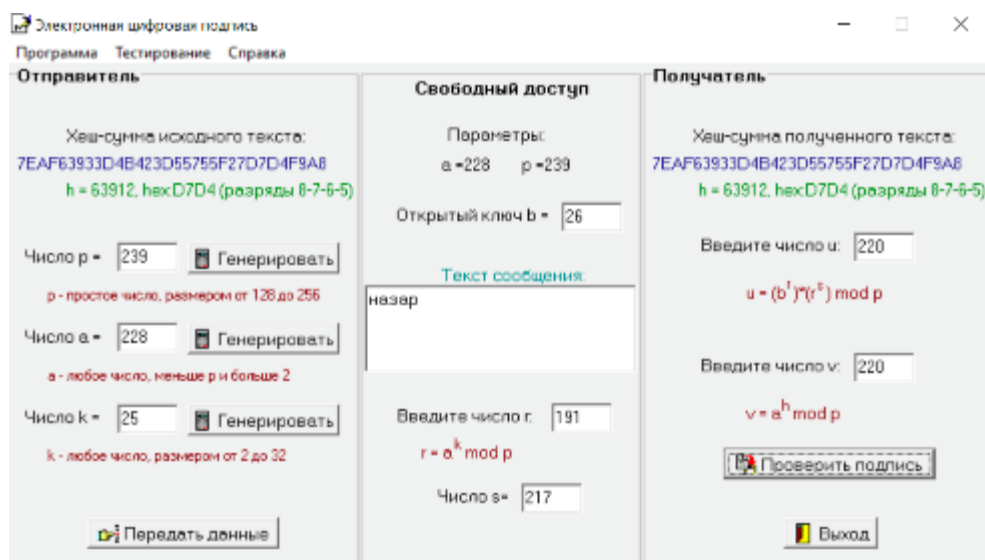 Электронная цифровая подпись
Программа Тестирование Справка
Отправитель
Хеш-сумма исходного текста:
7EAF63933D4B423D55755F27D7D4F9A8
h = 63912, hex:D7D4 (разряды 8-7-6-5)
Число p = 239 Генерировать
p - простое число, размером от 128 до 256
Число a = 228 Генерировать
a - любое число, меньше p и больше 2
Число k = 25 Генерировать
k - любое число, размером от 2 до 32
Передать данные
Свободный доступ
Параметры:
a =228 p =239
Открытый ключ b = 26
Текст сообщения:
назар
Введите число r: 191
r = a^k mod p
Число s= 217
Получатель
Хеш-сумма полученного текста:
7EAF63933D4B423D55755F27D7D4F9A8
h = 63912, hex:D7D4 (разряды 8-7-6-5)
Введите число u: 220
u = (b^r)*(r^s) mod p
Введите число v: 220
v = a^h mod p
Проверить подпись
Выход